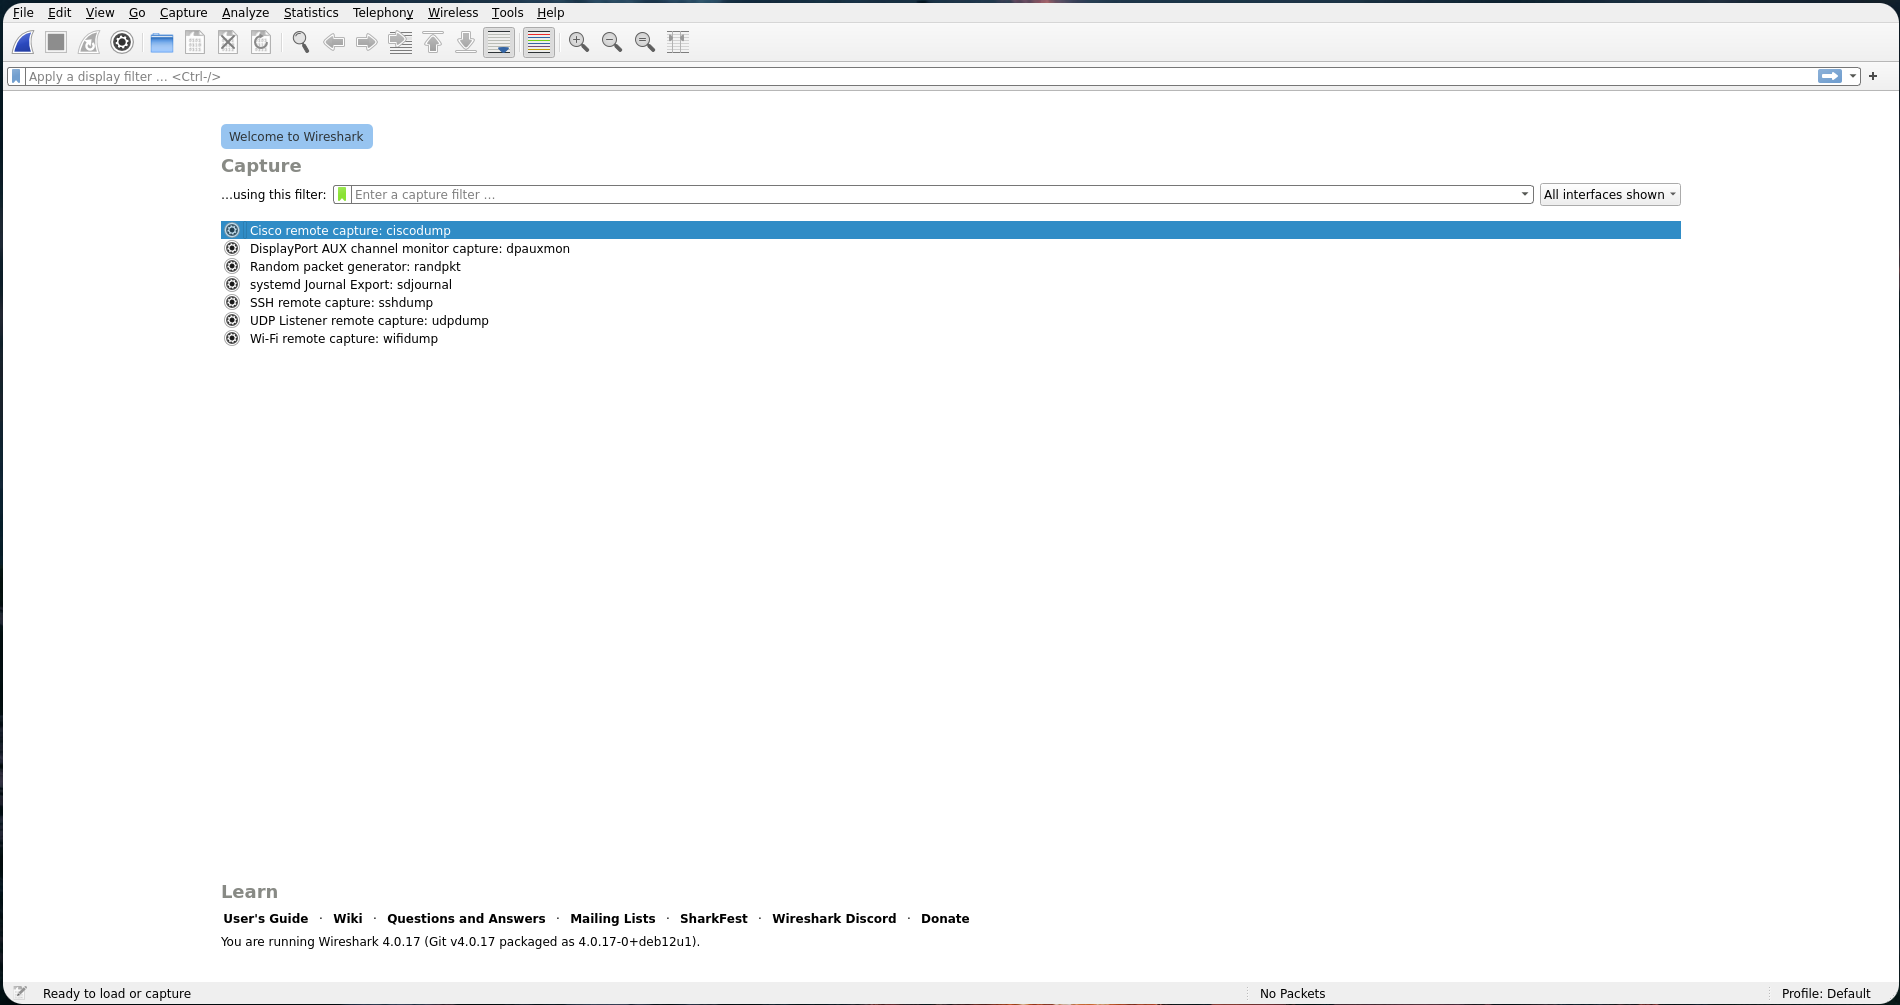 File Edit View Go Capture Analyze Statistics Telephony Wireless Tools Help
Apply a display filter ... <Ctrl-/>
Welcome to Wireshark
Capture
...using this filter: Enter a capture filter ... All interfaces shown
Cisco remote capture: ciscodump
DisplayPort AUX channel monitor capture: dpauxmon
Random packet generator: randpkt
systemd Journal Export: sdjournal
SSH remote capture: sshdump
UDP Listener remote capture: udpdump
Wi-Fi remote capture: wifidump
Learn
User's Guide · Wiki · Questions and Answers · Mailing Lists · SharkFest · Wireshark Discord · Donate
You are running Wireshark 4.0.17 (Git v4.0.17 packaged as 4.0.17-0+deb12u1).
Ready to load or capture No Packets Profile: Default